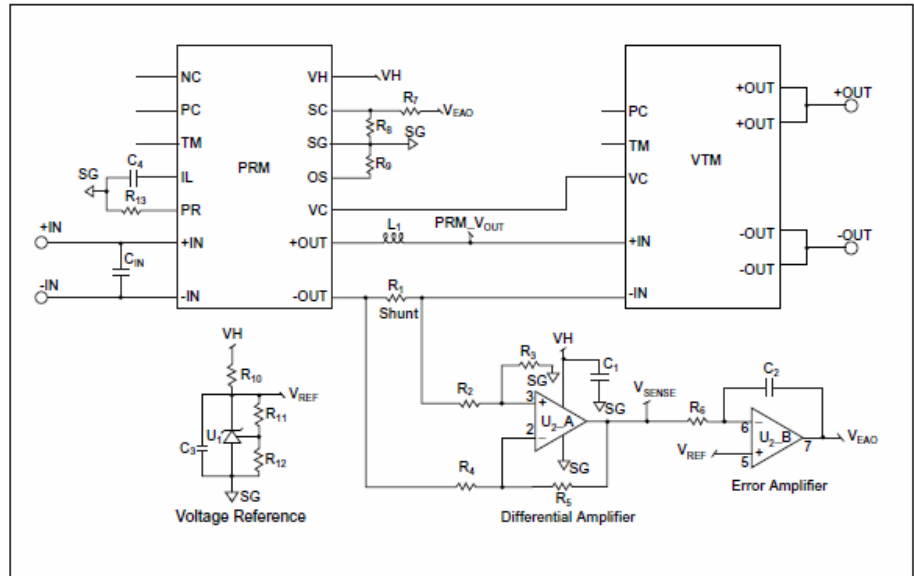 NC
PC
TM
IL
PR
+IN
-IN
PRM
VH
SC
SG
OS
VC
+OUT
-OUT
VH
R7
VEAO
R8
SG
R9
C4
SG
R13
+IN
CIN
-IN
L1
PRM_VOUT
R1
Shunt
PC
TM
VC
+IN
-IN
VTM
+OUT
+OUT
-OUT
-OUT
+OUT
-OUT
VH
R10
VREF
R11
U1
C3
R12
SG
Voltage Reference
VH
R3
SG
C1
SG
R2
3
+
U2_A
2
-
SG
R4
R5
Differential Amplifier
VSENSE
R6
C2
6
-
U2_B
7
VEAO
VREF
5
+
Error Amplifier